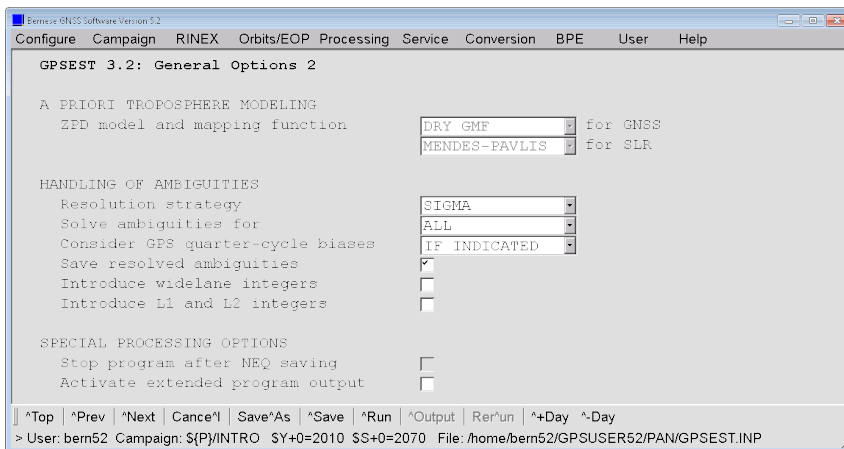 Bernese GNSS Software Version 5.2
Configure Campaign RINEX Orbits/EOP Processing Service Conversion BPE User Help
GPSEST 3.2: General Options 2
A PRIORI TROPOSPHERE MODELING
ZPD model and mapping function DRY GMF for GNSS
MENDES-PAVLIS for SLR
HANDLING OF AMBIGUITIES
Resolution strategy SIGMA
Solve ambiguities for ALL
Consider GPS quarter-cycle biases IF INDICATED
Save resolved ambiguities
Introduce widelane integers
Introduce L1 and L2 integers
SPECIAL PROCESSING OPTIONS
Stop program after NEQ saving
Activate extended program output
^Top | ^Prev | ^Next | Cance^l | Save^As | ^Save | ^Run | ^Output | Rer^un | ^+Day ^-Day
> User: bern52 Campaign: ${P}/INTRO $Y+0=2010 $S+0=2070 File: /home/bern52/GPSUSER52/PAN/GPSEST.INP